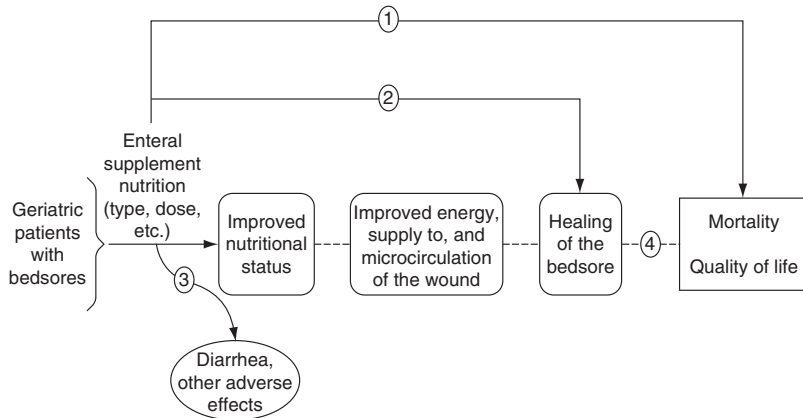 1
2
Enteral
supplement
nutrition
(type, dose,
etc.)
Geriatric
patients
with
bedsores
Improved
nutritional
status
Improved energy,
supply to, and
microcirculation
of the wound
Healing
of the
bedsore
4
Mortality
Quality of life
3
Diarrhea,
other adverse
effects